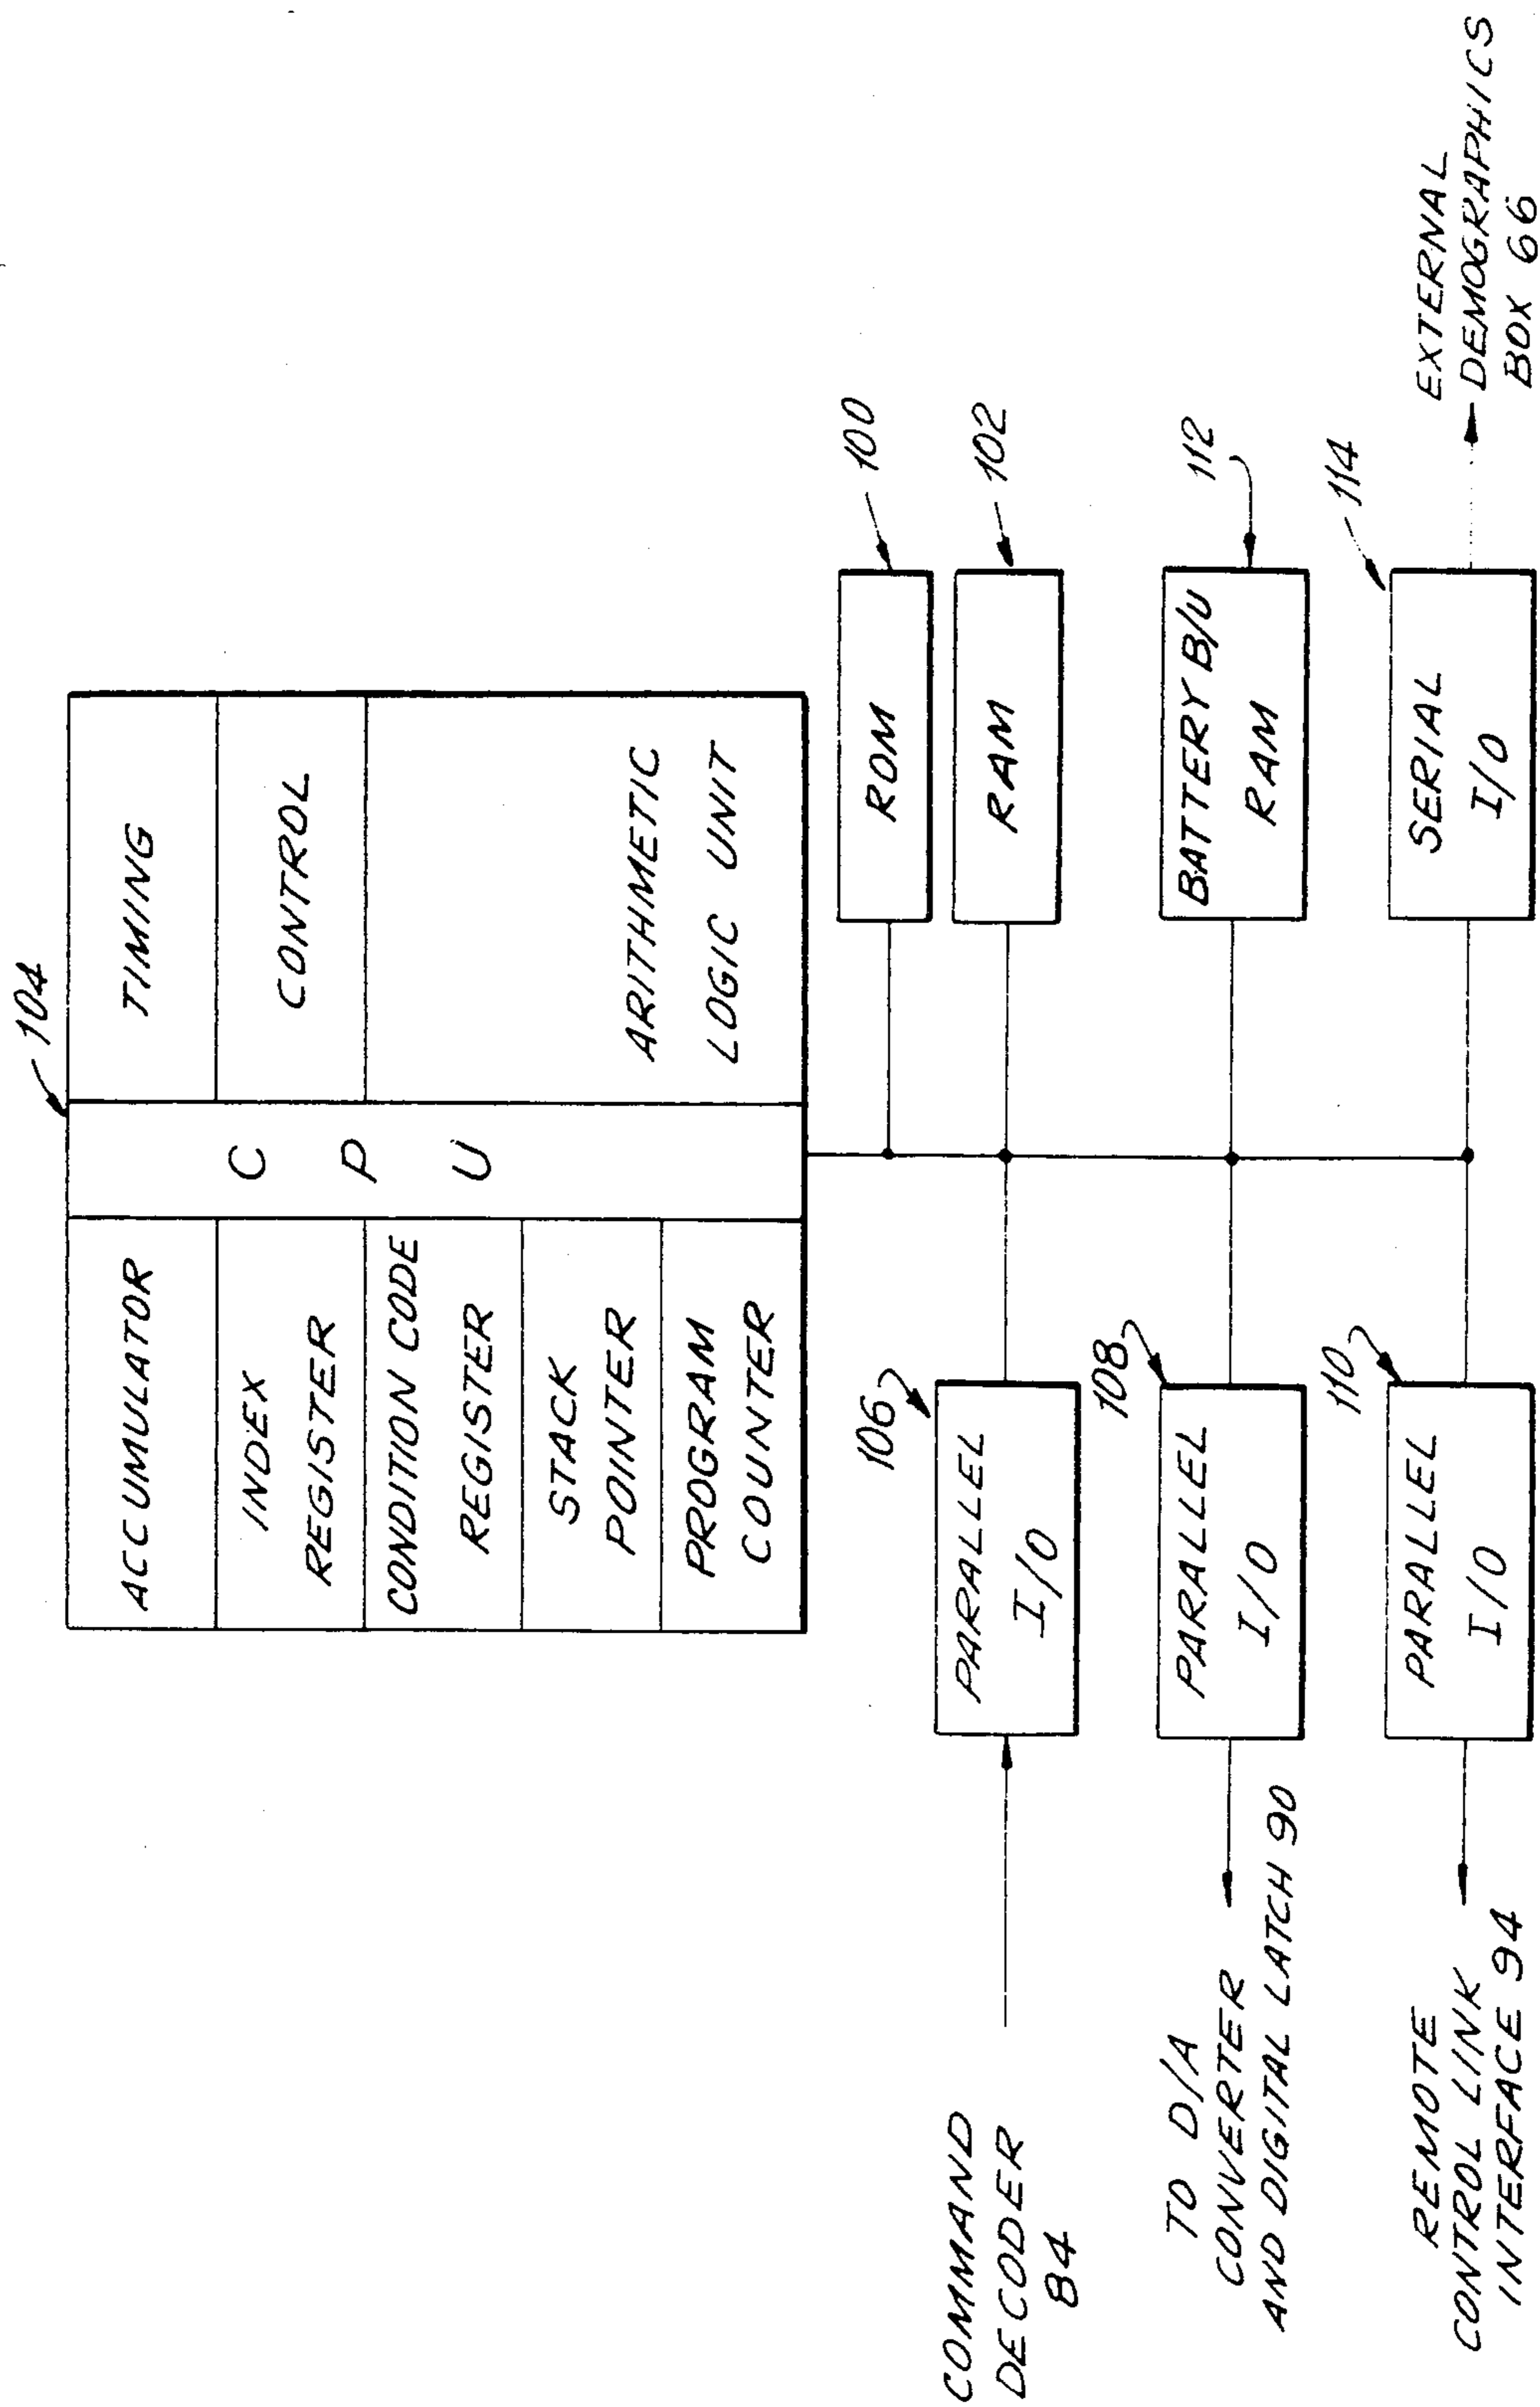 104
ACCUMULATOR
INDEX
REGISTER
CONDITION CODE
REGISTER
STACK
POINTER
PROGRAM
COUNTER
C
P
U
TIMING
CONTROL
ARITHMETIC
LOGIC UNIT
100
ROM
102
RAM
112
BATTERY B/U
RAM
114
SERIAL
I/O
EXTERNAL
DEMOGRAPHICS
BOX 66
COMMAND
DECODER
84
106
PARALLEL
I/O
TO D/A
CONVERTER
AND DIGITAL LATCH 90
108
PARALLEL
I/O
REMOTE
CONTROL LINK
INTERFACE 94
110
PARALLEL
I/O